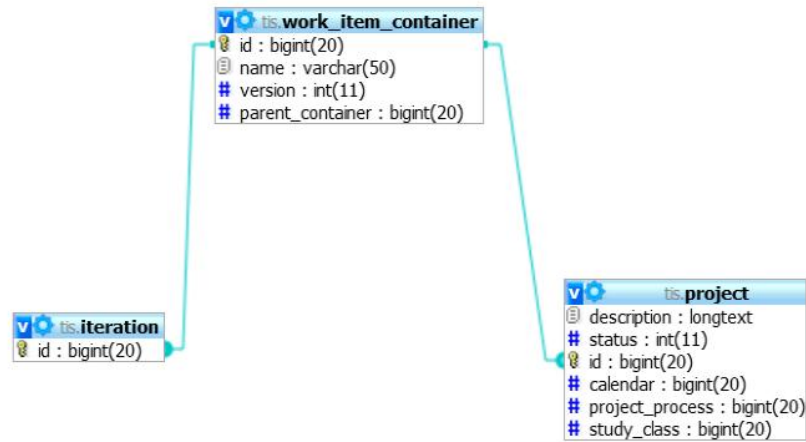 tis.work_item_container
id : bigint(20)
name : varchar(50)
# version : int(11)
# parent_container : bigint(20)
tis.iteration
id : bigint(20)
tis.project
description : longtext
# status : int(11)
id : bigint(20)
# calendar : bigint(20)
# project_process : bigint(20)
# study_class : bigint(20)